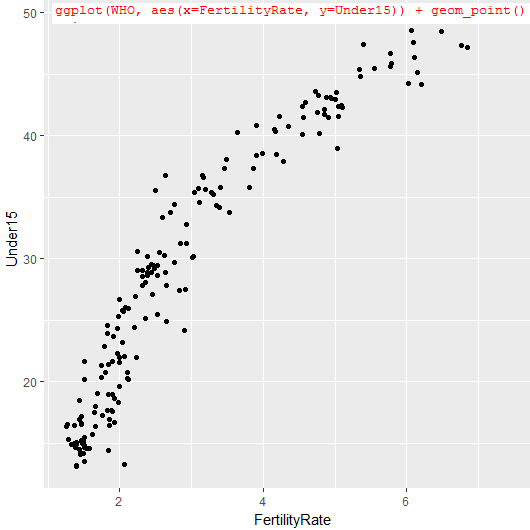 ggplot(WHO, aes(x=FertilityRate, y=Under15)) + geom_point()
50
40
30
20
Under15
2 4 6
FertilityRate